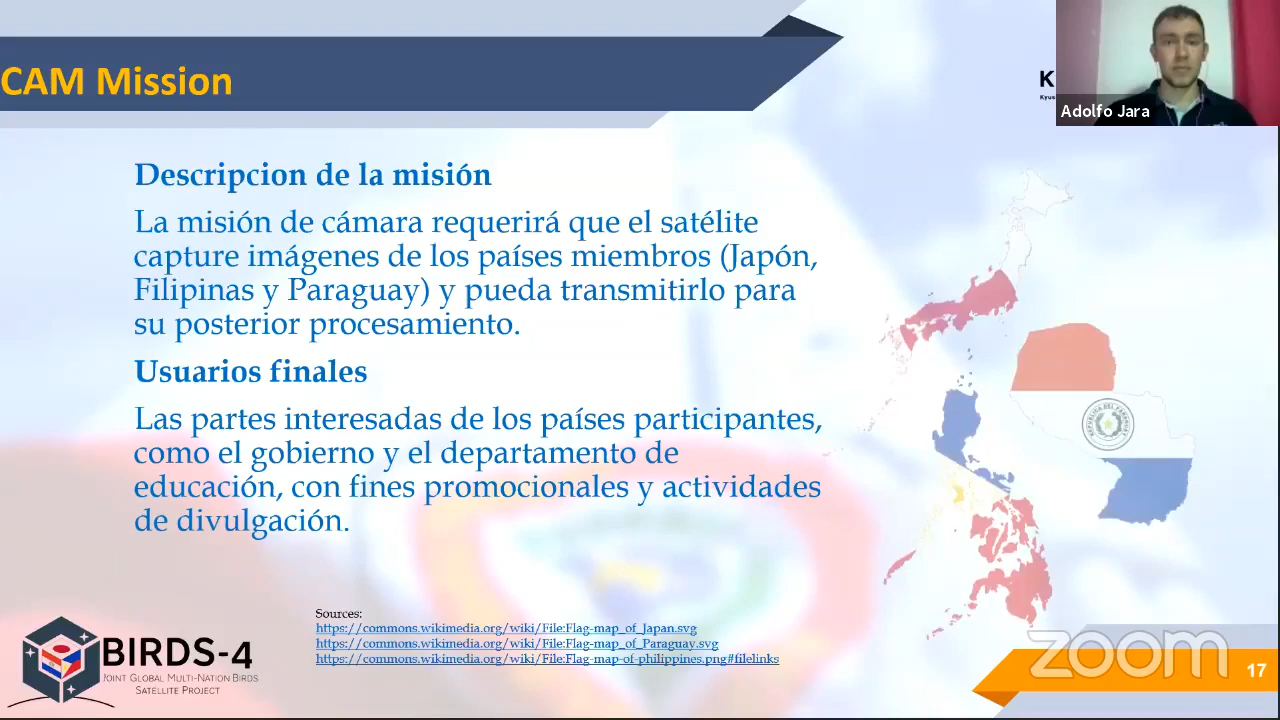 CAM Mission
K
Kyus
Adolfo Jara
Descripcion de la misión
La misión de cámara requerirá que el satélite
capture imágenes de los países miembros (Japón,
Filipinas y Paraguay) y pueda transmitirlo para
su posterior procesamiento.
Usuarios finales
Las partes interesadas de los países participantes,
como el gobierno y el departamento de
educación, con fines promocionales y actividades
de divulgación.
Sources:
https://commons.wikimedia.org/wiki/File:Flag-map_of_Japan.svg
https://commons.wikimedia.org/wiki/File:Flag-map_of_Paraguay.svg
https://commons.wikimedia.org/wiki/File:Flag-map-of-philippines.png#filelinks
BIRDS-4
JOINT GLOBAL MULTI-NATION BIRDS
SATELLITE PROJECT
REPUBLICA DEL PARAGUAY
zoom
17